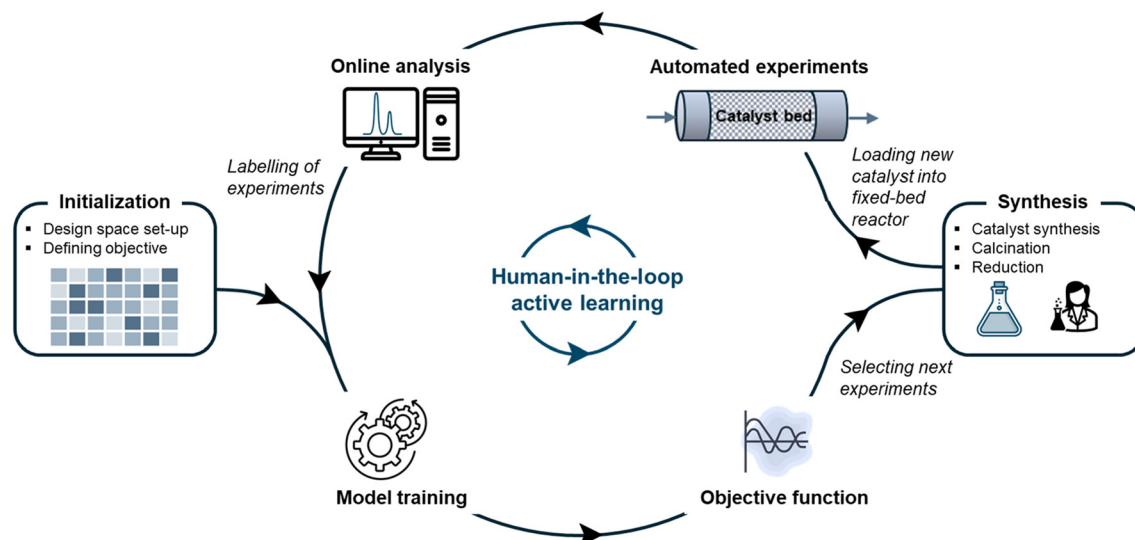 Online analysis
Automated experiments
Catalyst bed
Labelling of
experiments
Loading new
catalyst into
fixed-bed
reactor
Initialization
▪ Design space set-up
▪ Defining objective
Synthesis
▪ Catalyst synthesis
▪ Calcination
▪ Reduction
Human-in-the-loop
active learning
Selecting next
experiments
Model training
Objective function